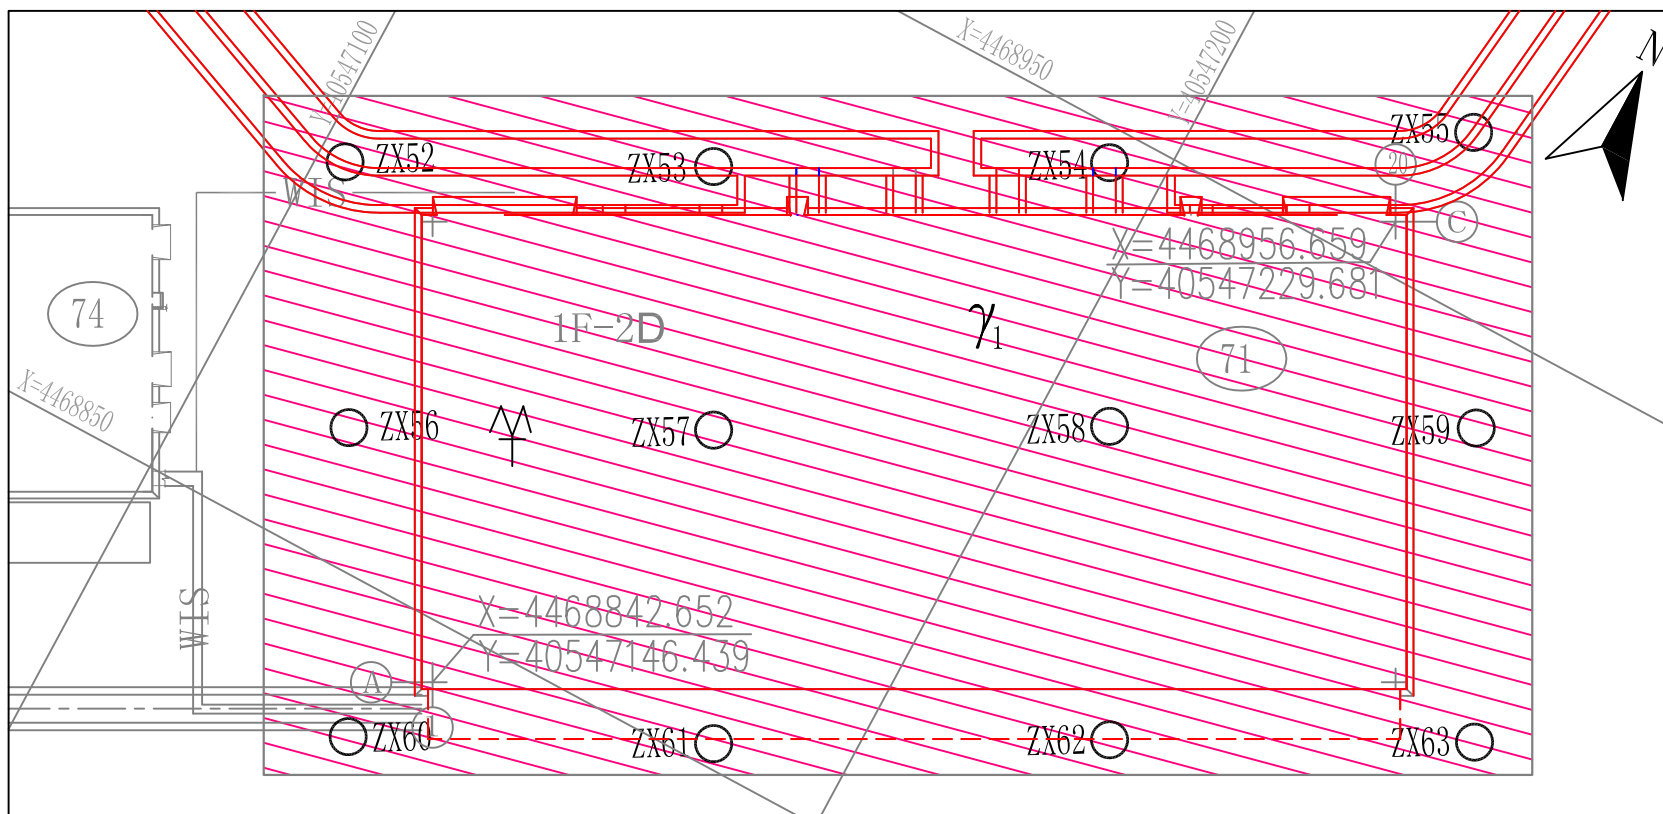 Y=40547100
X=4468950
Y=40547200
N
ZX55
ZX52
ZX53
ZX54
20
WIS
C
X=4468956.659
Y=40547229.681
74
1F-2D
γ1
71
X=4468850
ZX56
ZX57
ZX58
ZX59
WIS
X=4468842.652
Y=40547146.439
A
1
ZX60
ZX61
ZX62
ZX63